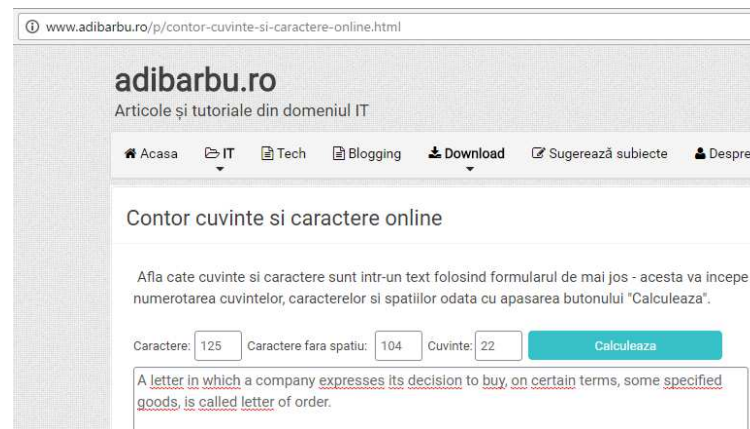 www.adibarbu.ro/p/contor-cuvinte-si-caractere-online.html
adibarbu.ro
Articole și tutoriale din domeniul IT
Acasa IT Tech Blogging Download Sugerează subiecte Despre
Contor cuvinte si caractere online
Afla cate cuvinte si caractere sunt intr-un text folosind formularul de mai jos - acesta va incepe
numerotarea cuvintelor, caracterelor si spatiilor odata cu apasarea butonului "Calculeaza".
Caractere: 125 Caractere fara spatiu: 104 Cuvinte: 22 Calculeaza
A letter in which a company expresses its decision to buy, on certain terms, some specified
goods, is called letter of order.